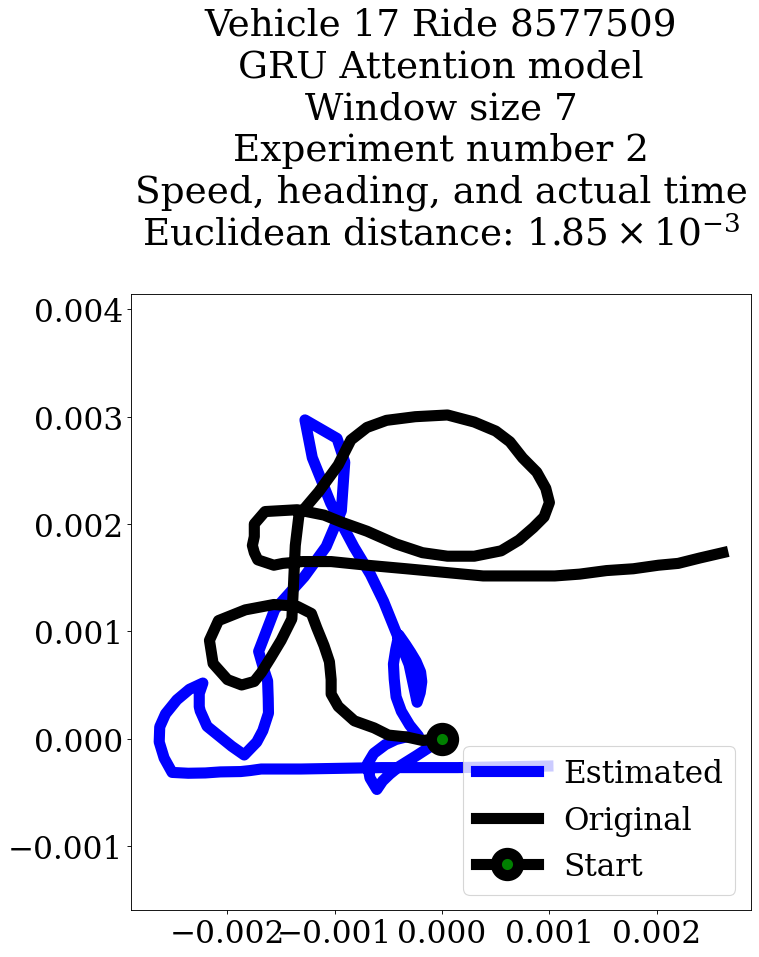 Vehicle 17 Ride 8577509
GRU Attention model
Window size 7
Experiment number 2
Speed, heading, and actual time
Euclidean distance: 1.85 × 10⁻³
0.004
0.003
0.002
0.001
0.000
−0.001
−0.002 −0.001 0.000 0.001 0.002
Estimated
Original
Start